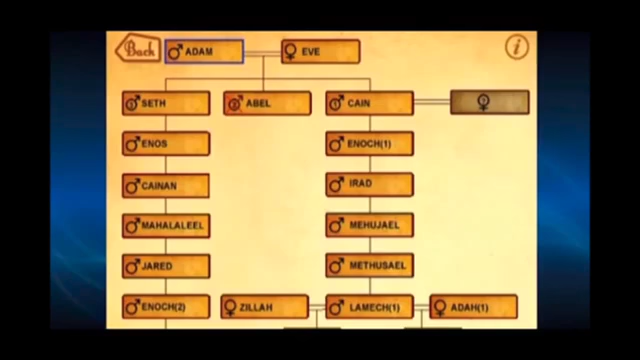 Back ADAM EVE i
SETH ABEL CAIN
ENOS ENOCH(1)
CAINAN IRAD
MAHALALEEL MEHUJAEL
JARED METHUSAEL
ENOCH(2) ZILLAH LAMECH(1) ADAH(1)